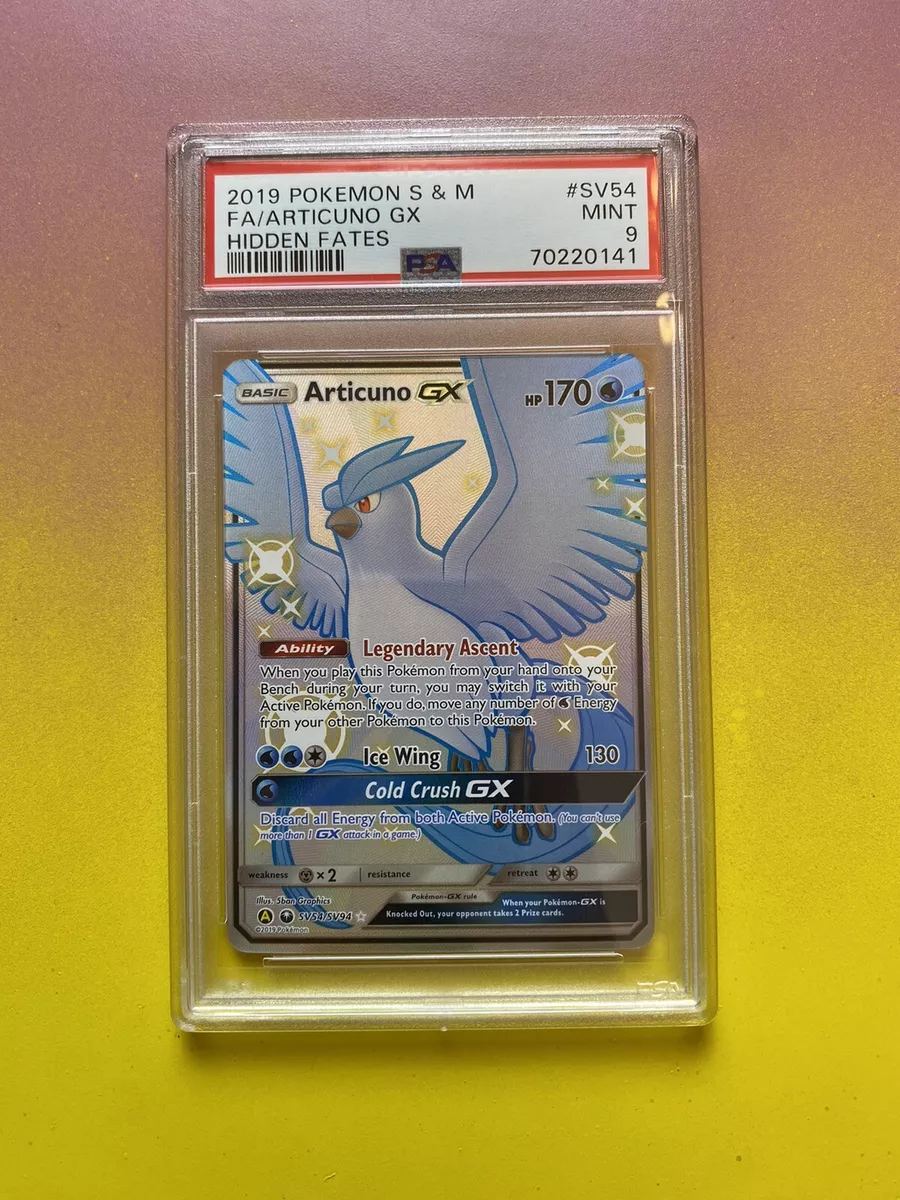 2019 POKEMON S & M #SV54
FA/ARTICUNO GX MINT
HIDDEN FATES 9
PSA 70220141
BASIC Articuno GX HP 170
Ability Legendary Ascent
When you play this Pokémon from your hand onto your
Bench during your turn, you may switch it with your
Active Pokémon. If you do, move any number of Energy
from your other Pokémon to this Pokémon.
Ice Wing 130
Cold Crush GX
Discard all Energy from both Active Pokémon. (You can't use
more than 1 GX attack in a game.)
weakness ×2 resistance retreat
Illus. 5ban Graphics
Pokémon-GX rule When your Pokémon-GX is
A SV54/SV94 Knocked Out, your opponent takes 2 Prize cards.
©2019 Pokémon
PSA